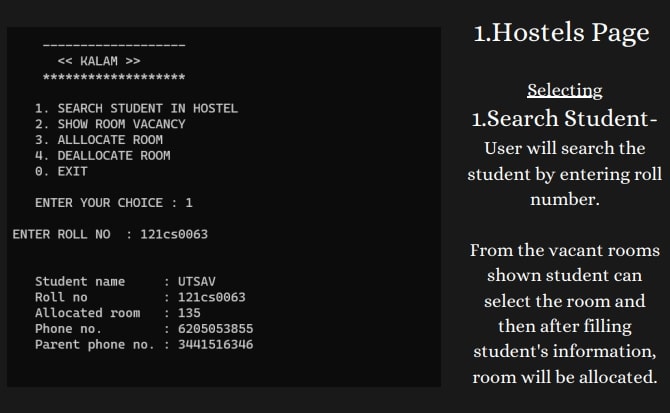 -------------------
<< KALAM >>
*******************
1. SEARCH STUDENT IN HOSTEL
2. SHOW ROOM VACANCY
3. ALLLOCATE ROOM
4. DEALLOCATE ROOM
0. EXIT
ENTER YOUR CHOICE : 1
ENTER ROLL NO  : 121cs0063
Student name     : UTSAV
Roll no          : 121cs0063
Allocated room   : 135
Phone no.        : 6205053855
Parent phone no. : 3441516346
1.Hostels Page
Selecting
1.Search Student-
User will search the
student by entering roll
number.
From the vacant rooms
shown student can
select the room and
then after filling
student's information,
room will be allocated.